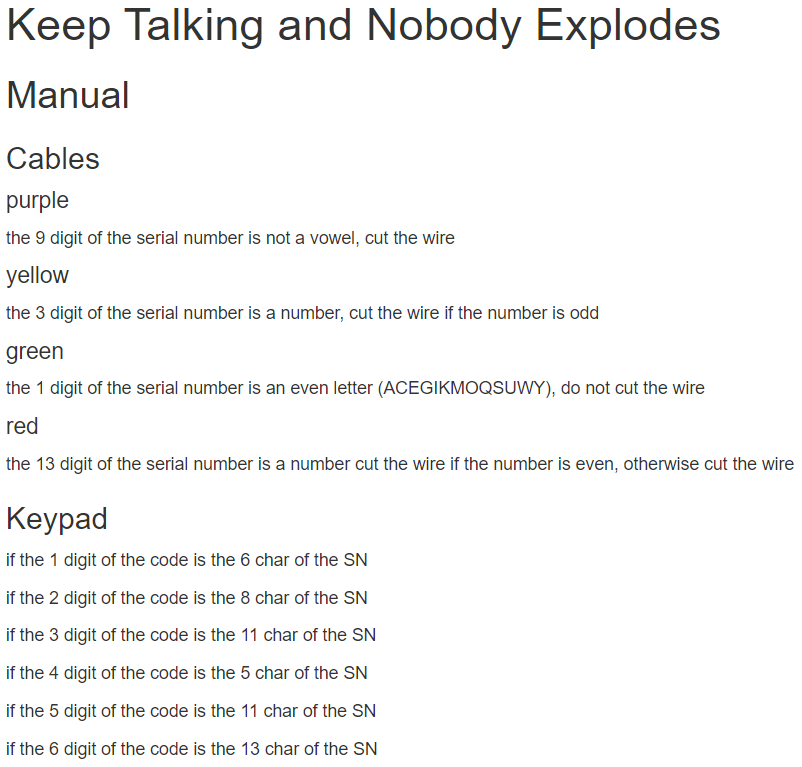 Keep Talking and Nobody Explodes
Manual
Cables
purple
the 9 digit of the serial number is not a vowel, cut the wire
yellow
the 3 digit of the serial number is a number, cut the wire if the number is odd
green
the 1 digit of the serial number is an even letter (ACEGIKMOQSUWY), do not cut the wire
red
the 13 digit of the serial number is a number cut the wire if the number is even, otherwise cut the wire
Keypad
if the 1 digit of the code is the 6 char of the SN
if the 2 digit of the code is the 8 char of the SN
if the 3 digit of the code is the 11 char of the SN
if the 4 digit of the code is the 5 char of the SN
if the 5 digit of the code is the 11 char of the SN
if the 6 digit of the code is the 13 char of the SN